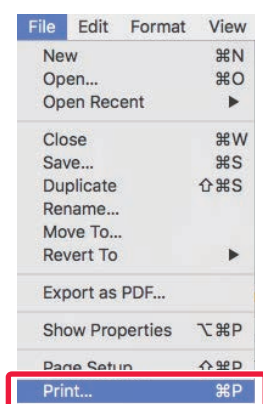 File Edit Format View
New ⌘N
Open... ⌘O
Open Recent ▶
Close ⌘W
Save... ⌘S
Duplicate ⇧⌘S
Rename...
Move To...
Revert To ▶
Export as PDF...
Show Properties ⌥⌘P
Page Setup ⇧⌘P
Print... ⌘P